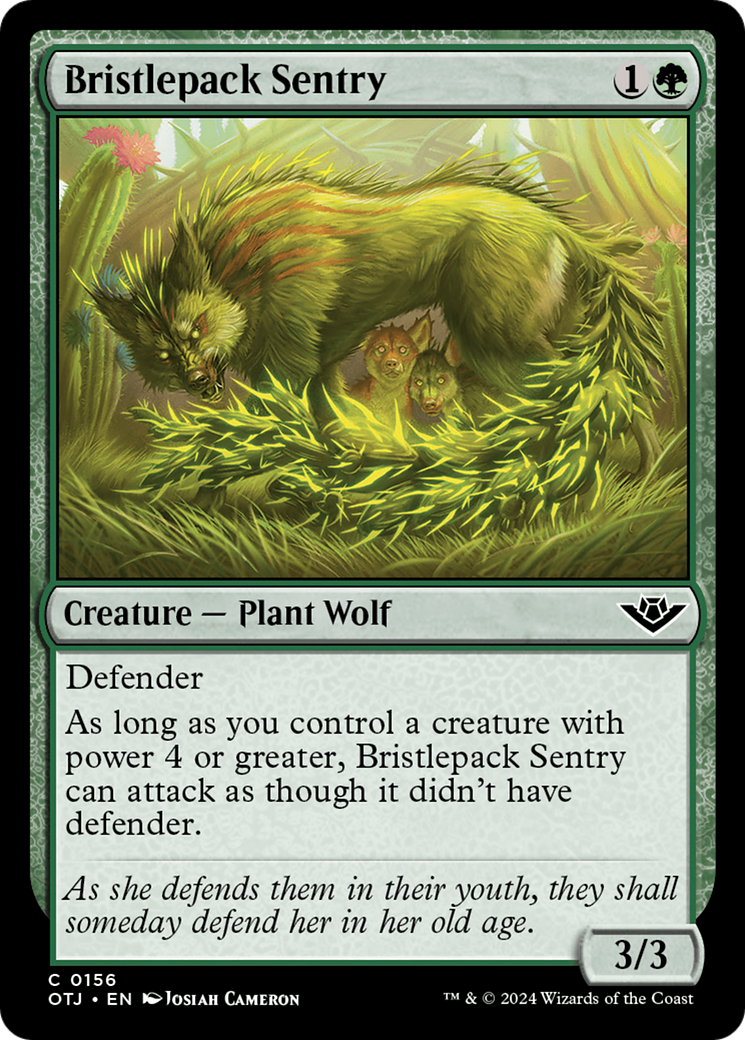 Bristlepack Sentry 1
Creature — Plant Wolf
Defender
As long as you control a creature with
power 4 or greater, Bristlepack Sentry
can attack as though it didn't have
defender.
As she defends them in their youth, they shall
someday defend her in her old age.
3/3
C 0156
OTJ • EN Josiah Cameron
™ & © 2024 Wizards of the Coast